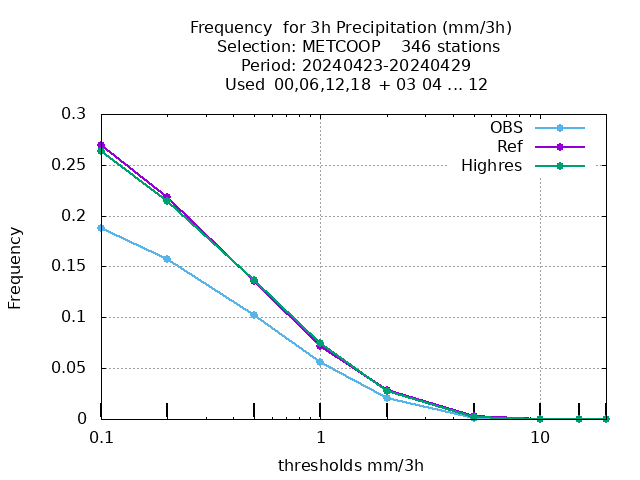 Frequency for 3h Precipitation (mm/3h)
Selection: METCOOP 346 stations
Period: 20240423-20240429
Used 00,06,12,18 + 03 04 ... 12
OBS
Ref
Highres
0.3
0.25
0.2
0.15
0.1
0.05
0
Frequency
0.1 1 10
thresholds mm/3h